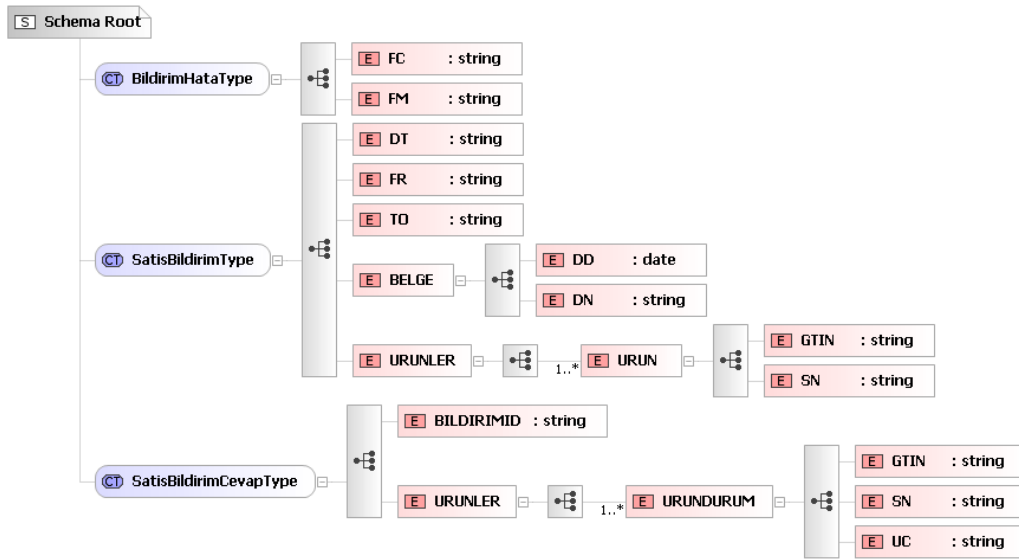 S Schema Root
CT BildirimHataType
E FC : string
E FM : string
CT SatisBildirimType
E DT : string
E FR : string
E TO : string
E BELGE
E DD : date
E DN : string
E URUNLER
1..*
E URUN
E GTIN : string
E SN : string
CT SatisBildirimCevapType
E BILDIRIMID : string
E URUNLER
1..*
E URUNDURUM
E GTIN : string
E SN : string
E UC : string